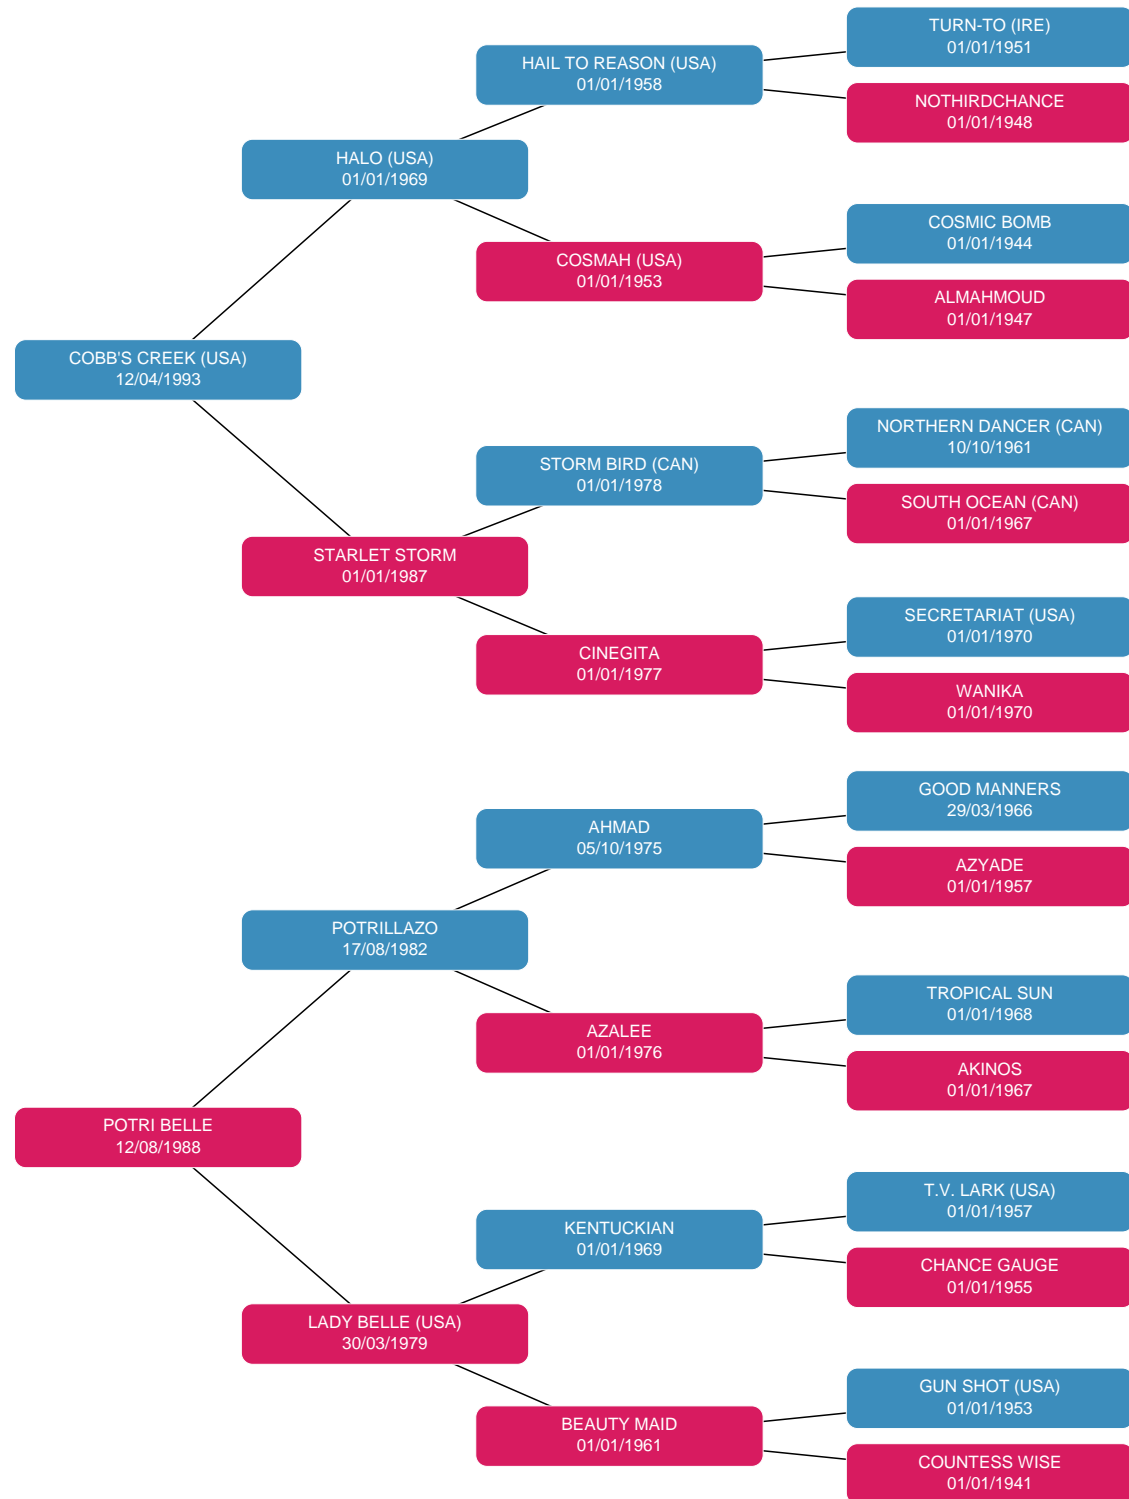 TURN-TO (IRE)
01/01/1951
HAIL TO REASON (USA)
01/01/1958
NOTHIRDCHANCE
01/01/1948
HALO (USA)
01/01/1969
COSMIC BOMB
01/01/1944
COSMAH (USA)
01/01/1953
ALMAHMOUD
01/01/1947
COBB'S CREEK (USA)
12/04/1993
NORTHERN DANCER (CAN)
10/10/1961
STORM BIRD (CAN)
01/01/1978
SOUTH OCEAN (CAN)
01/01/1967
STARLET STORM
01/01/1987
SECRETARIAT (USA)
01/01/1970
CINEGITA
01/01/1977
WANIKA
01/01/1970
GOOD MANNERS
29/03/1966
AHMAD
05/10/1975
AZYADE
01/01/1957
POTRILLAZO
17/08/1982
TROPICAL SUN
01/01/1968
AZALEE
01/01/1976
AKINOS
01/01/1967
POTRI BELLE
12/08/1988
T.V. LARK (USA)
01/01/1957
KENTUCKIAN
01/01/1969
CHANCE GAUGE
01/01/1955
LADY BELLE (USA)
30/03/1979
GUN SHOT (USA)
01/01/1953
BEAUTY MAID
01/01/1961
COUNTESS WISE
01/01/1941